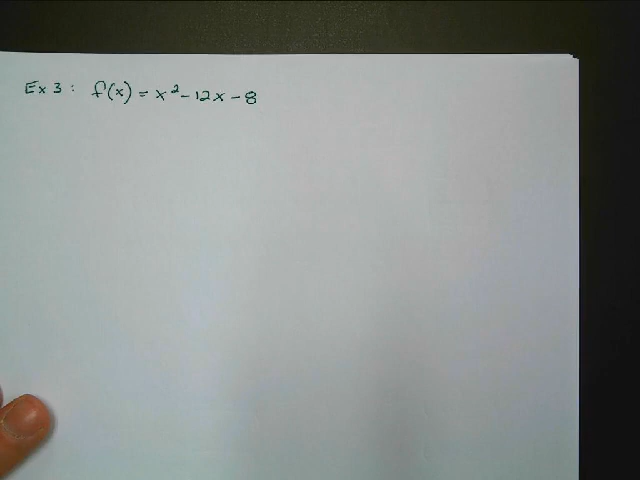 Ex 3: f(x) = x² - 12x - 8